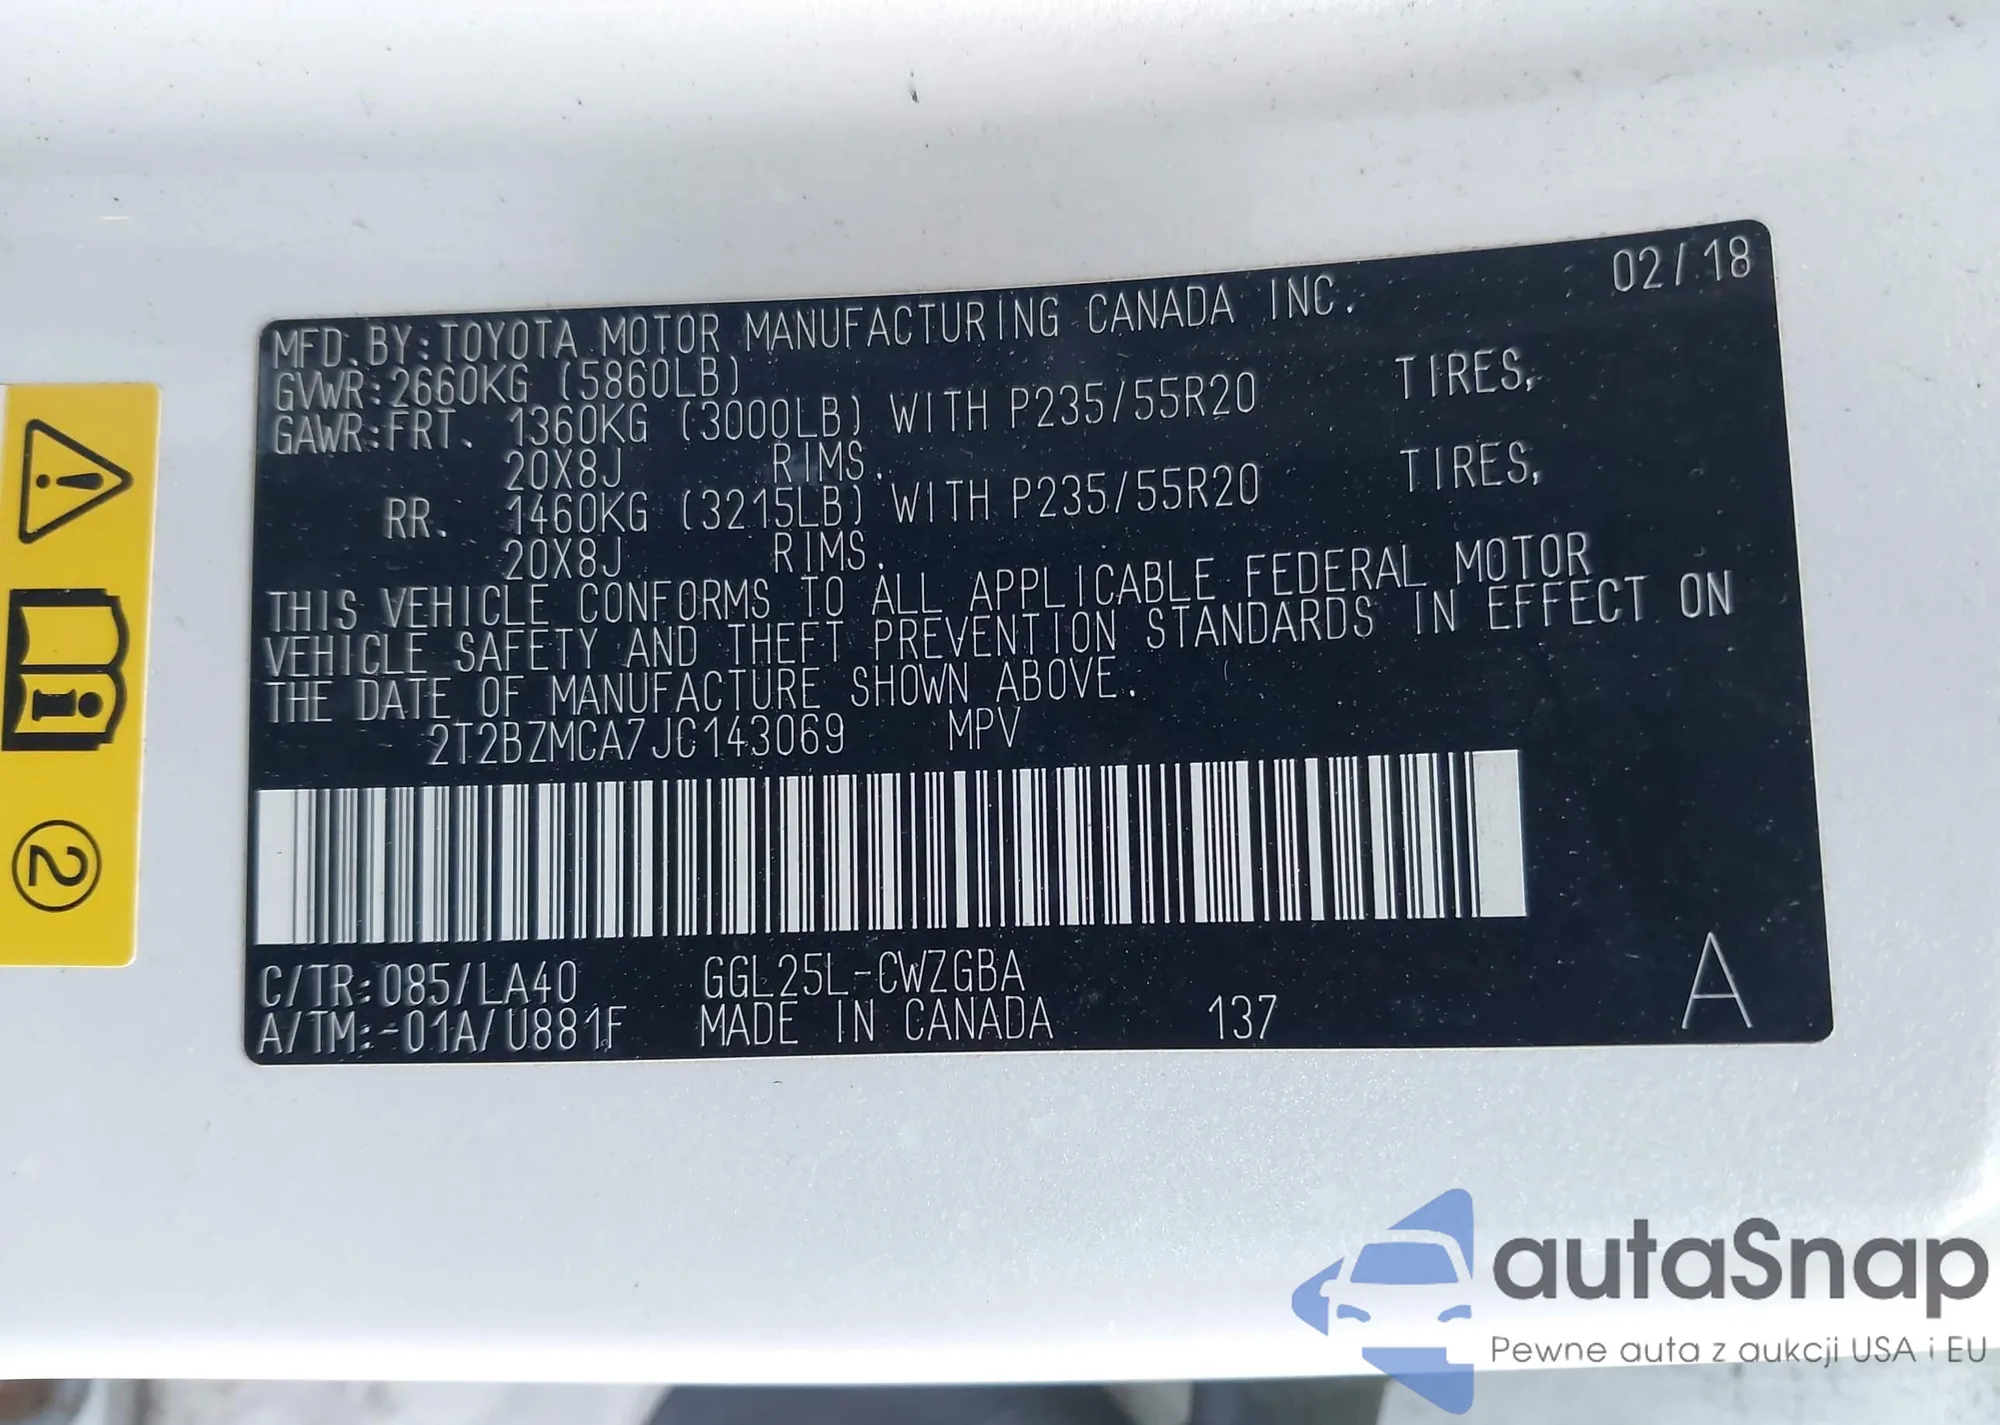 MFD. BY: TOYOTA MOTOR MANUFACTURING CANADA INC. 02/18
GVWR: 2660KG (5860LB)
GAWR: FRT. 1360KG (3000LB) WITH P235/55R20 TIRES,
20X8J RIMS.
RR. 1460KG (3215LB) WITH P235/55R20 TIRES,
20X8J RIMS.
THIS VEHICLE CONFORMS TO ALL APPLICABLE FEDERAL MOTOR
VEHICLE SAFETY AND THEFT PREVENTION STANDARDS IN EFFECT ON
THE DATE OF MANUFACTURE SHOWN ABOVE.
2T2BZMCA7JC143069 MPV
C/TR: 085/LA40 GGL25L-CWZGBA
A/TM: -01A/U881F MADE IN CANADA 137 A
2
autaSnap
Pewne auta z aukcji USA i EU